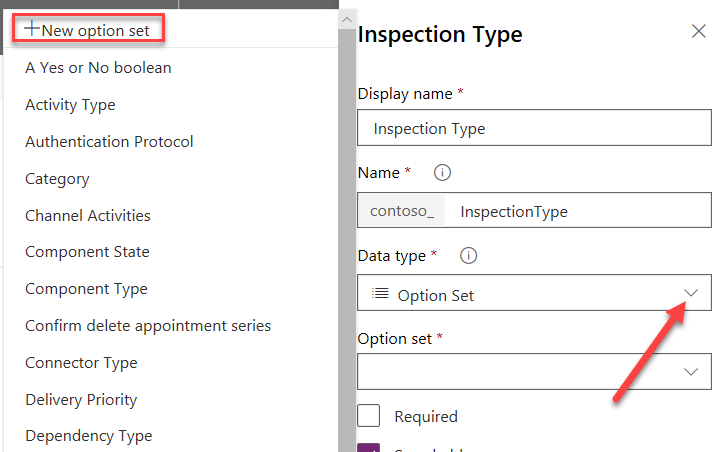 New option set
A Yes or No boolean
Activity Type
Authentication Protocol
Category
Channel Activities
Component State
Component Type
Confirm delete appointment series
Connector Type
Delivery Priority
Dependency Type
Inspection Type
Display name *
Inspection Type
Name *
contoso_ InspectionType
Data type *
Option Set
Option set *
Required